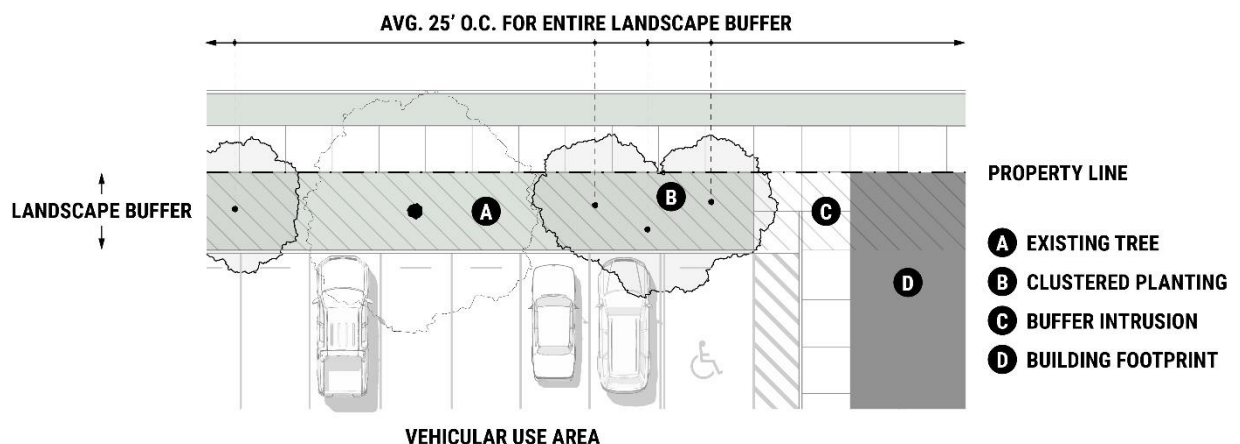 AVG. 25' O.C. FOR ENTIRE LANDSCAPE BUFFER
PROPERTY LINE
LANDSCAPE BUFFER
A
B
C
D
A EXISTING TREE
B CLUSTERED PLANTING
C BUFFER INTRUSION
D BUILDING FOOTPRINT
VEHICULAR USE AREA